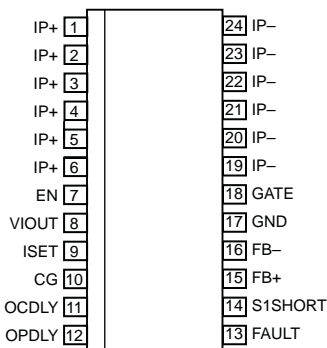 IP+ 1
IP+ 2
IP+ 3
IP+ 4
IP+ 5
IP+ 6
EN 7
VIOUT 8
ISET 9
CG 10
OCDLY 11
OPDLY 12
24 IP–
23 IP–
22 IP–
21 IP–
20 IP–
19 IP–
18 GATE
17 GND
16 FB–
15 FB+
14 S1SHORT
13 FAULT